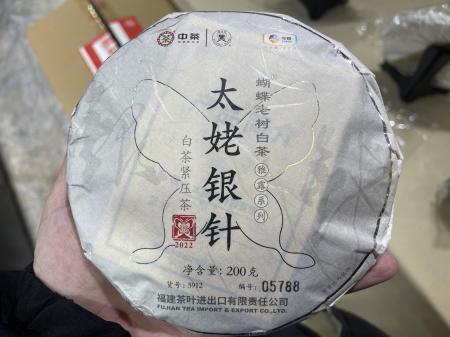 中茶
蝴蝶老树白茶
雅露系列
太姥银针
白茶紧压茶
2022
净含量:200克
货号:5912 编号:05788
福建茶叶进出口有限责任公司
FUJIAN TEA IMPORT & EXPORT CO.,LTD.